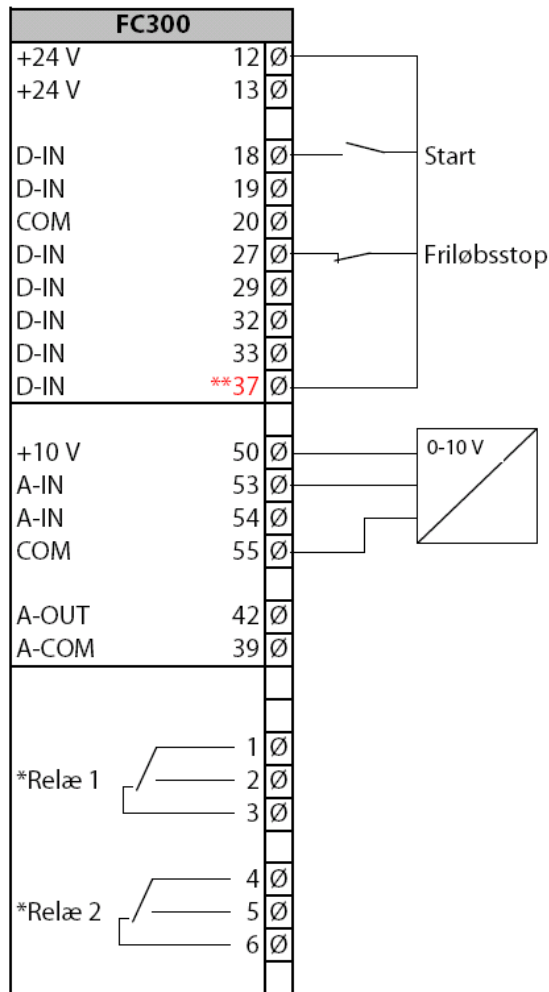 FC300
+24 V 12 Ø
+24 V 13 Ø
D-IN 18 Ø Start
D-IN 19 Ø
COM 20 Ø
D-IN 27 Ø Friløbsstop
D-IN 29 Ø
D-IN 32 Ø
D-IN 33 Ø
D-IN **37 Ø
+10 V 50 Ø 0-10 V
A-IN 53 Ø
A-IN 54 Ø
COM 55 Ø
A-OUT 42 Ø
A-COM 39 Ø
1 Ø
*Relæ 1 2 Ø
3 Ø
4 Ø
*Relæ 2 5 Ø
6 Ø